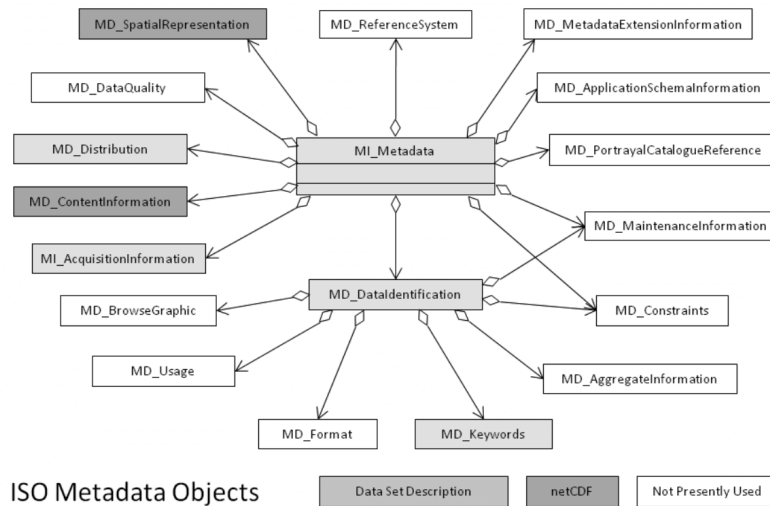 MD_SpatialRepresentation
MD_ReferenceSystem
MD_MetadataExtensionInformation
MD_DataQuality
MD_ApplicationSchemaInformation
MD_Distribution
MI_Metadata
MD_PortrayalCatalogueReference
MD_ContentInformation
MD_MaintenanceInformation
MI_AcquisitionInformation
MD_DataIdentification
MD_BrowseGraphic
MD_Constraints
MD_Usage
MD_AggregateInformation
MD_Format
MD_Keywords
ISO Metadata Objects
Data Set Description
netCDF
Not Presently Used